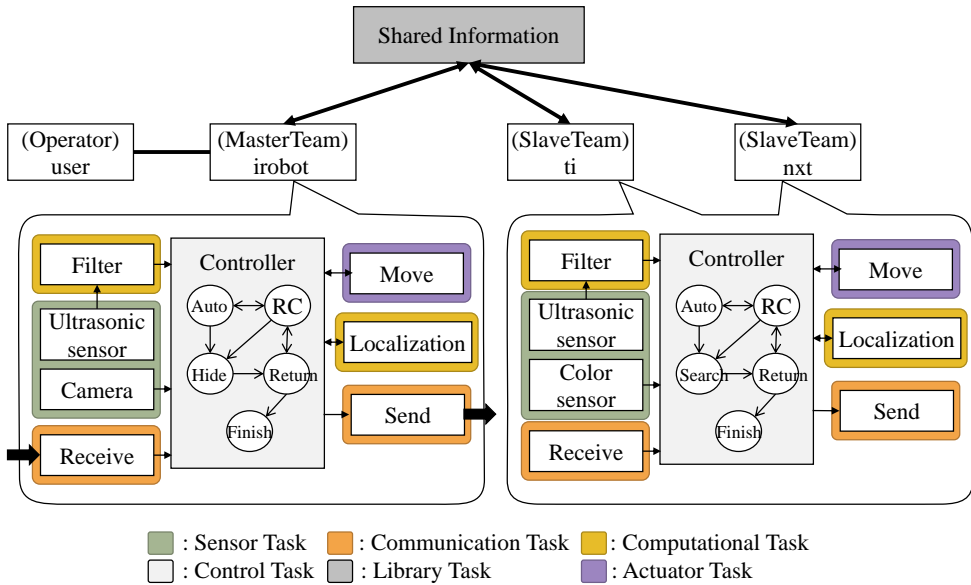 Shared Information
(Operator)
user
(MasterTeam)
irobot
(SlaveTeam)
ti
(SlaveTeam)
nxt
Filter
Ultrasonic
sensor
Camera
Receive
Controller
Auto
RC
Hide
Return
Finish
Move
Localization
Send
Filter
Ultrasonic
sensor
Color
sensor
Receive
Controller
Auto
RC
Search
Return
Finish
Move
Localization
Send
: Sensor Task
: Communication Task
: Computational Task
: Control Task
: Library Task
: Actuator Task